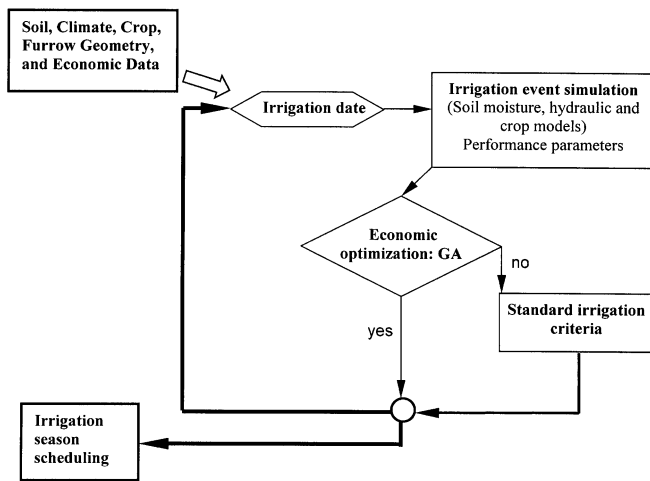 Soil, Climate, Crop,
Furrow Geometry,
and Economic Data
Irrigation date
Irrigation event simulation
(Soil moisture, hydraulic and
crop models)
Performance parameters
Economic
optimization: GA
no
yes
Standard irrigation
criteria
Irrigation
season
scheduling